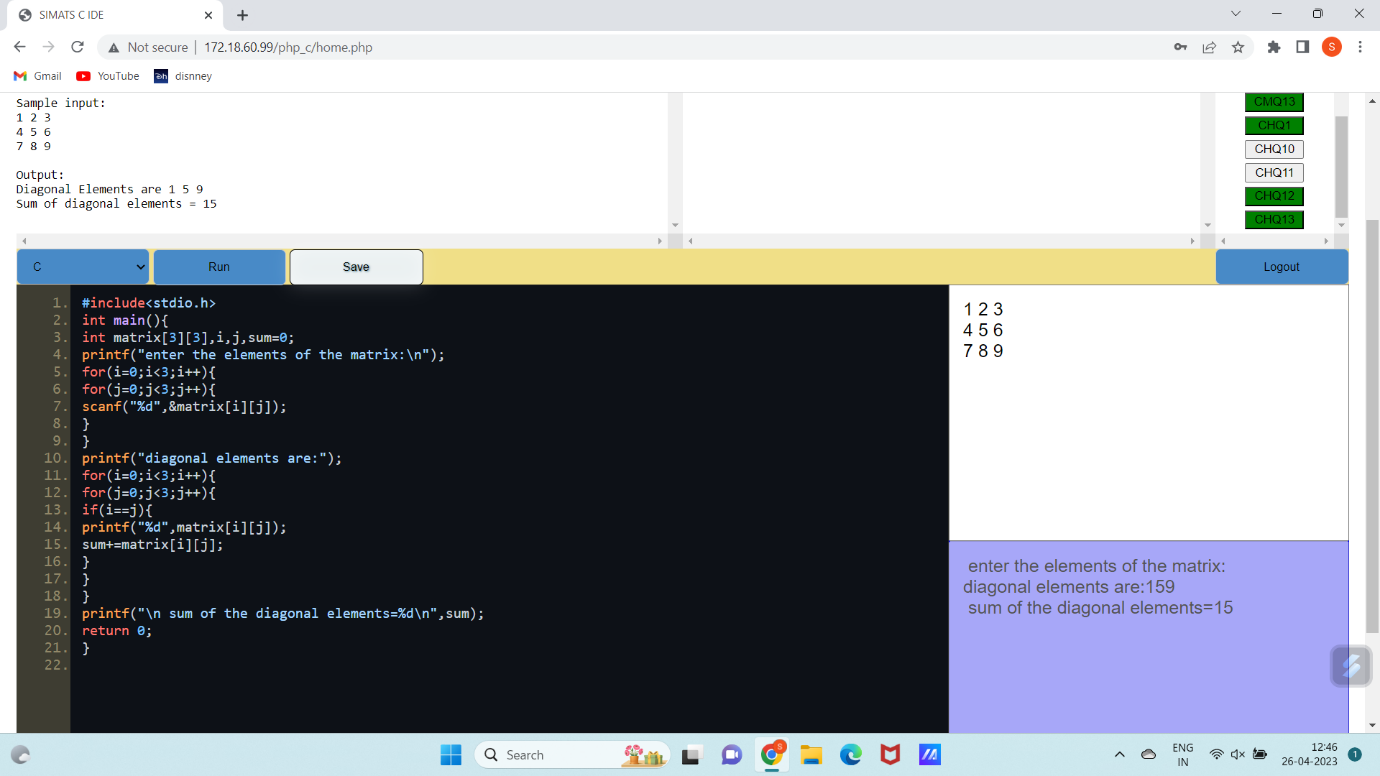 SIMATS C IDE
Not secure
172.18.60.99/php_c/home.php
S
Gmail
YouTube
disnney
Sample input:
1 2 3
4 5 6
7 8 9
Output:
Diagonal Elements are 1 5 9
Sum of diagonal elements = 15
CMQ13
CHQ1
CHQ10
CHQ11
CHQ12
CHQ13
C
Run
Save
Logout
1. #include<stdio.h>
2. int main(){
3. int matrix[3][3],i,j,sum=0;
4. printf("enter the elements of the matrix:\n");
5. for(i=0;i<3;i++){
6. for(j=0;j<3;j++){
7. scanf("%d",&matrix[i][j]);
8. }
9. }
10. printf("diagonal elements are:");
11. for(i=0;i<3;i++){
12. for(j=0;j<3;j++){
13. if(i==j){
14. printf("%d",matrix[i][j]);
15. sum+=matrix[i][j];
16. }
17. }
18. }
19. printf("\n sum of the diagonal elements=%d\n",sum);
20. return 0;
21. }
22.
1 2 3
4 5 6
7 8 9
enter the elements of the matrix:
diagonal elements are:159
sum of the diagonal elements=15
Search
S
ENG
IN
12:46
26-04-2023
1